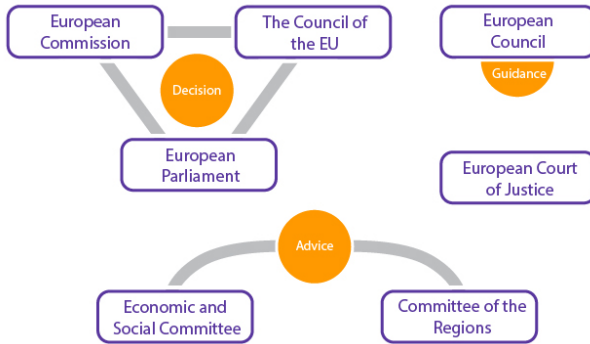 European
Commission
The Council of
the EU
European
Council
Decision
Guidance
European
Parliament
European Court
of Justice
Advice
Economic and
Social Committee
Committee of the
Regions